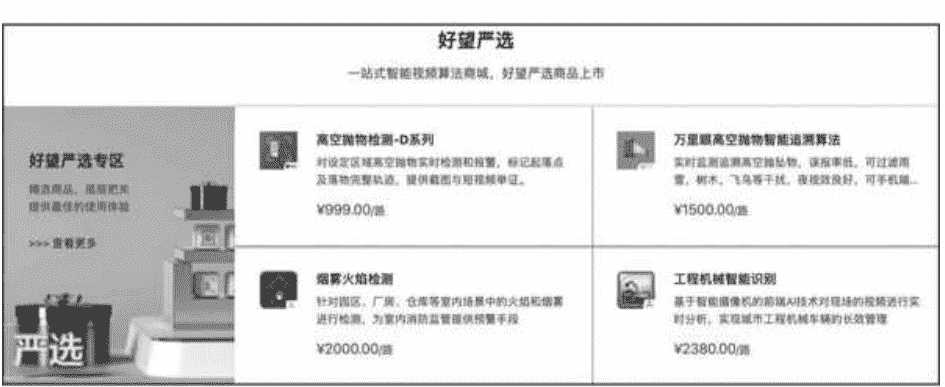 好望严选
一站式智能视频算法商城，好望严选商品上市
好望严选专区
精选商品，层层把关
提供最佳的使用体验
>>> 查看更多
严选
高空抛物检测-D系列
对设定区域高空抛物实时检测和报警，标记起落点
及落物完整轨迹，提供截图与短视频举证。
¥999.00/路
万里眼高空抛物智能追溯算法
实时监测追溯高空抛坠物，误报率低，可过滤雨
雪，树木，飞鸟等干扰，夜视效良好，可手机端...
¥1500.00/路
烟雾火焰检测
针对园区、厂房、仓库等室内场景中的火焰和烟雾
进行检测，为室内消防监管提供预警手段
¥2000.00/路
工程机械智能识别
基于智能摄像机的前端AI技术对现场的视频进行实
时分析，实现城市工程机械车辆的长效管理
¥2380.00/路